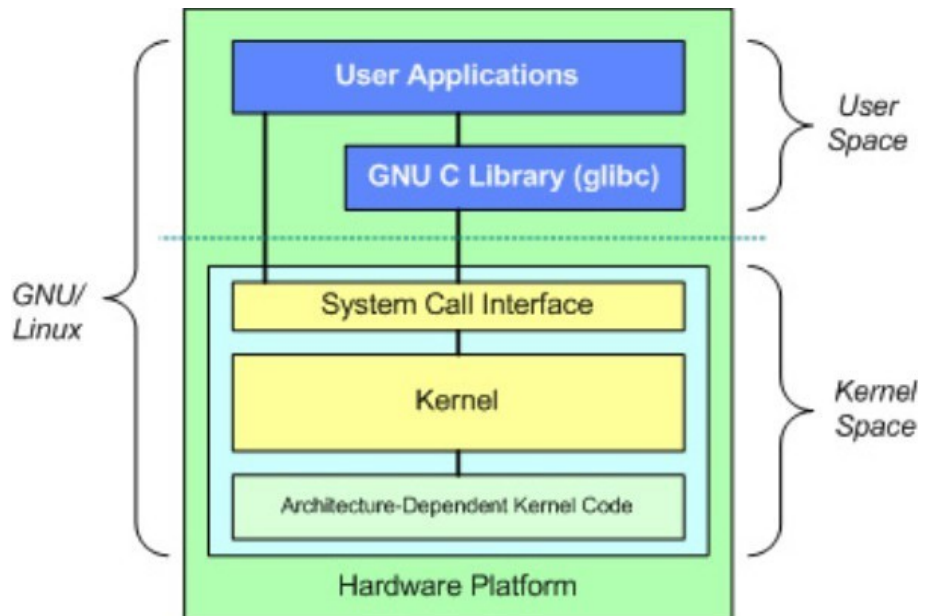 User Applications
User
Space
GNU C Library (glibc)
GNU/
Linux
System Call Interface
Kernel
Kernel
Space
Architecture-Dependent Kernel Code
Hardware Platform